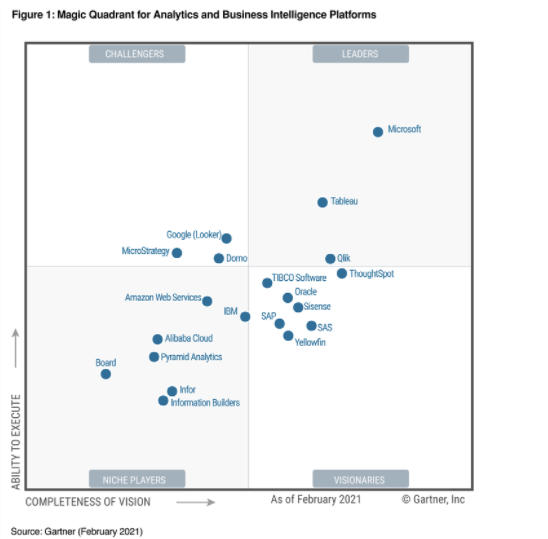 Figure 1: Magic Quadrant for Analytics and Business Intelligence Platforms
CHALLENGERS
LEADERS
Microsoft
Tableau
Google (Looker)
MicroStrategy
Domo
Qlik
ThoughtSpot
TIBCO Software
Oracle
Amazon Web Services
Sisense
IBM
SAP
SAS
Yellowfin
Alibaba Cloud
Pyramid Analytics
Board
Infor
Information Builders
ABILITY TO EXECUTE
NICHE PLAYERS
VISIONARIES
COMPLETENESS OF VISION
As of February 2021
© Gartner, Inc
Source: Gartner (February 2021)